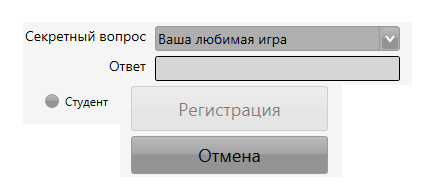 Секретный вопрос Ваша любимая игра
Ответ
Студент
Регистрация
Отмена